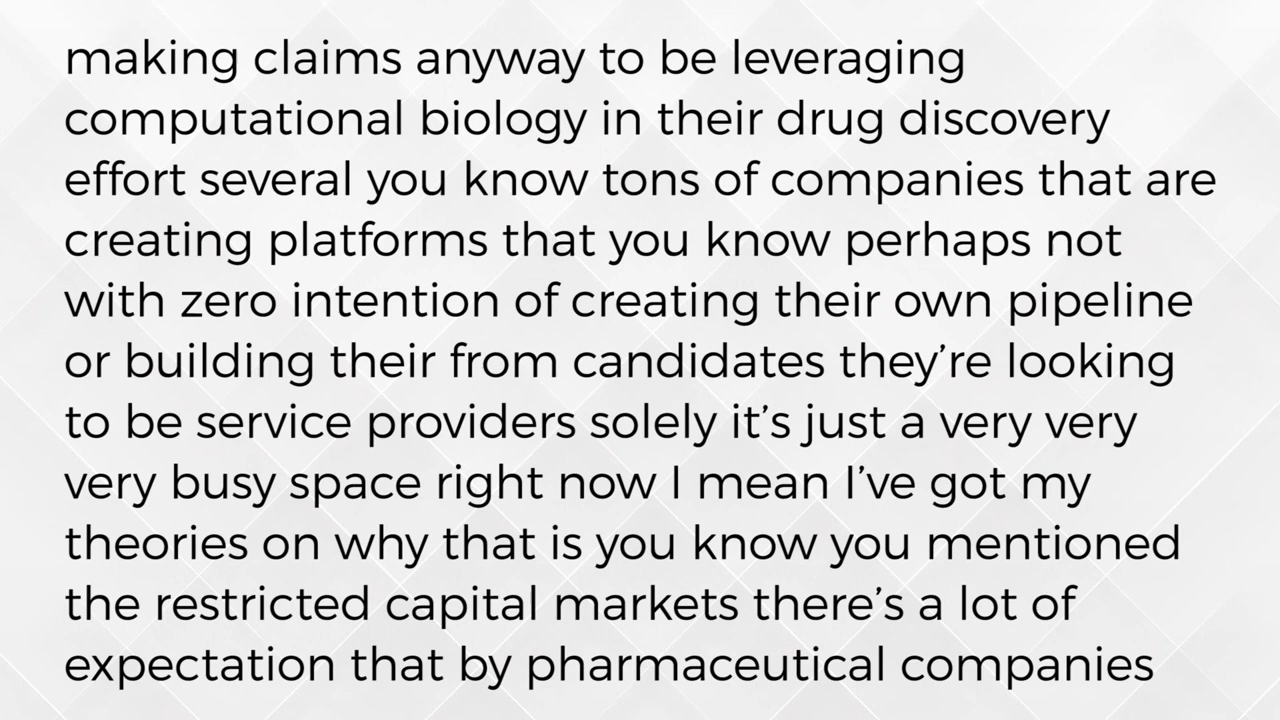 making claims anyway to be leveraging
computational biology in their drug discovery
effort several you know tons of companies that are
creating platforms that you know perhaps not
with zero intention of creating their own pipeline
or building their from candidates they’re looking
to be service providers solely it’s just a very very
very busy space right now I mean I’ve got my
theories on why that is you know you mentioned
the restricted capital markets there’s a lot of
expectation that by pharmaceutical companies